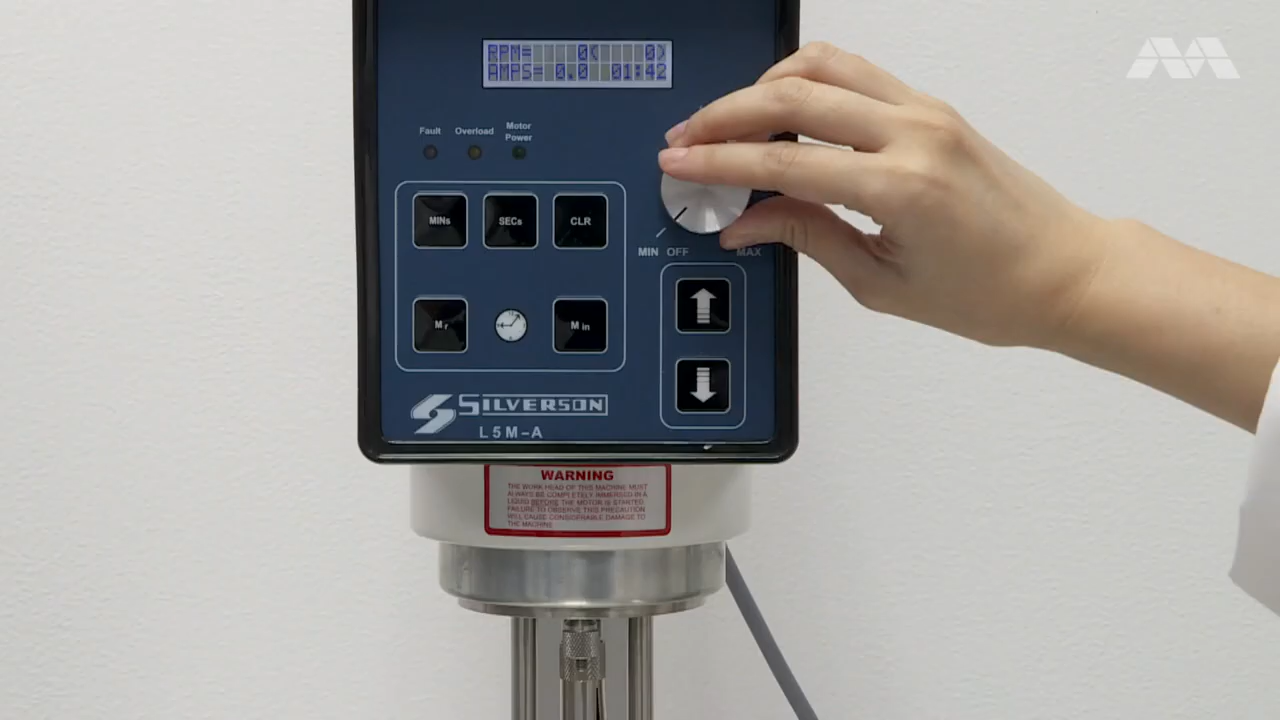 RPM= 0( 0)
AMPS= 0.0 01:42
Fault Overload Motor Power
MINs SECs CLR
MIN OFF MAX
Mr M in
SILVERSON
L5M-A
WARNING
THE WORK HEAD OF THIS MACHINE MUST
ALWAYS BE COMPLETELY IMMERSED IN A
LIQUID BEFORE THE MOTOR IS STARTED
FAILURE TO OBSERVE THIS PRECAUTION
WILL CAUSE CONSIDERABLE DAMAGE TO
THE MACHINE